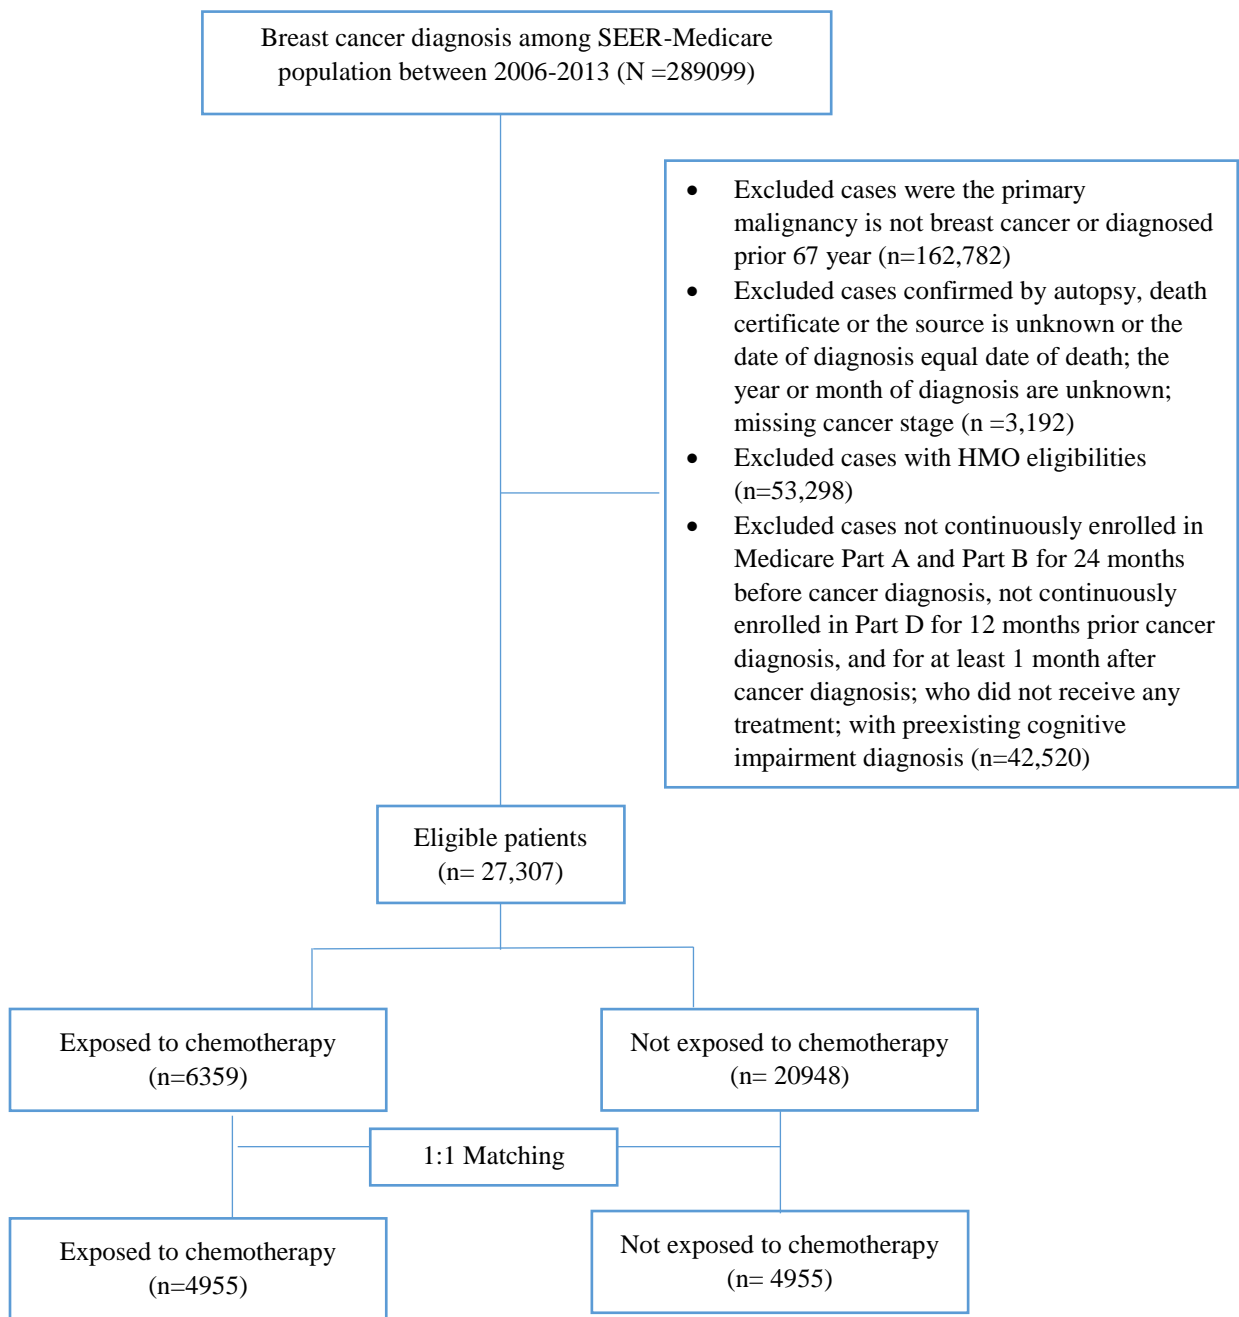 Breast cancer diagnosis among SEER-Medicare
population between 2006-2013 (N =289099)
• Excluded cases were the primary
malignancy is not breast cancer or diagnosed
prior 67 year (n=162,782)
• Excluded cases confirmed by autopsy, death
certificate or the source is unknown or the
date of diagnosis equal date of death; the
year or month of diagnosis are unknown;
missing cancer stage (n =3,192)
• Excluded cases with HMO eligibilities
(n=53,298)
• Excluded cases not continuously enrolled in
Medicare Part A and Part B for 24 months
before cancer diagnosis, not continuously
enrolled in Part D for 12 months prior cancer
diagnosis, and for at least 1 month after
cancer diagnosis; who did not receive any
treatment; with preexisting cognitive
impairment diagnosis (n=42,520)
Eligible patients
(n= 27,307)
Exposed to chemotherapy
(n=6359)
Not exposed to chemotherapy
(n= 20948)
1:1 Matching
Exposed to chemotherapy
(n=4955)
Not exposed to chemotherapy
(n= 4955)